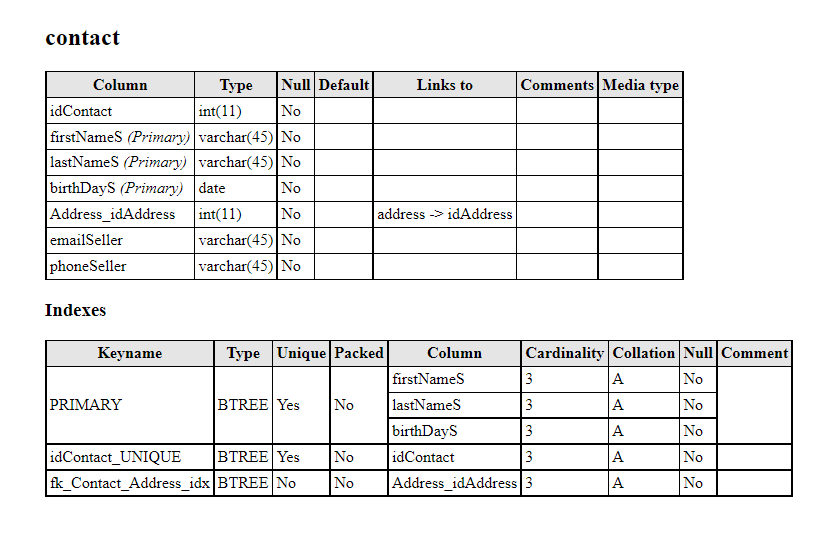 contact
Column Type Null Default Links to Comments Media type
idContact int(11) No
firstNameS (Primary) varchar(45) No
lastNameS (Primary) varchar(45) No
birthDayS (Primary) date No
Address_idAddress int(11) No address -> idAddress
emailSeller varchar(45) No
phoneSeller varchar(45) No
Indexes
Keyname Type Unique Packed Column Cardinality Collation Null Comment
firstNameS 3 A No
PRIMARY BTREE Yes No lastNameS 3 A No
birthDayS 3 A No
idContact_UNIQUE BTREE Yes No idContact 3 A No
fk_Contact_Address_idx BTREE No No Address_idAddress 3 A No